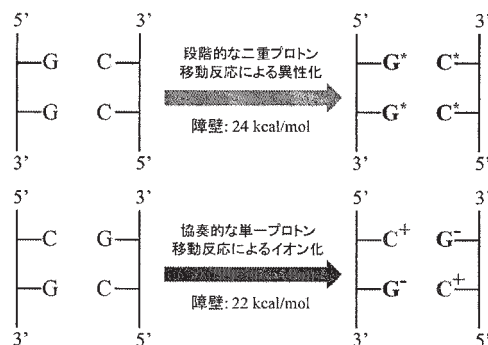 5' 3' 5' 3'
G C 段階的な二重プロトン G* C*
移動反応による異性化
G C 障壁: 24 kcal/mol G* C*
3' 5' 3' 5'
5' 3' 5' 3'
C G 協奏的な単一プロトン C+ G-
移動反応によるイオン化
G C 障壁: 22 kcal/mol G- C+
3' 5' 3' 5'